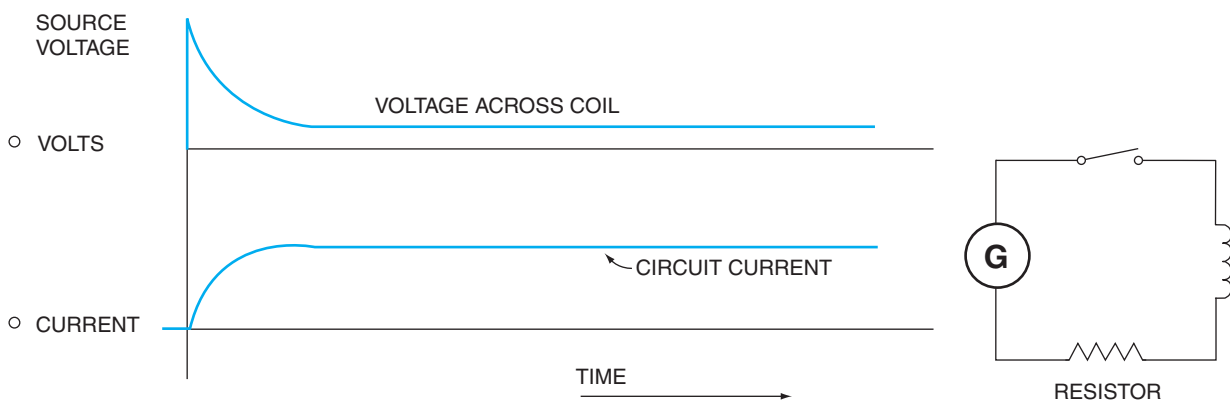 SOURCE
VOLTAGE
VOLTAGE ACROSS COIL
VOLTS
G
CIRCUIT CURRENT
CURRENT
TIME
RESISTOR